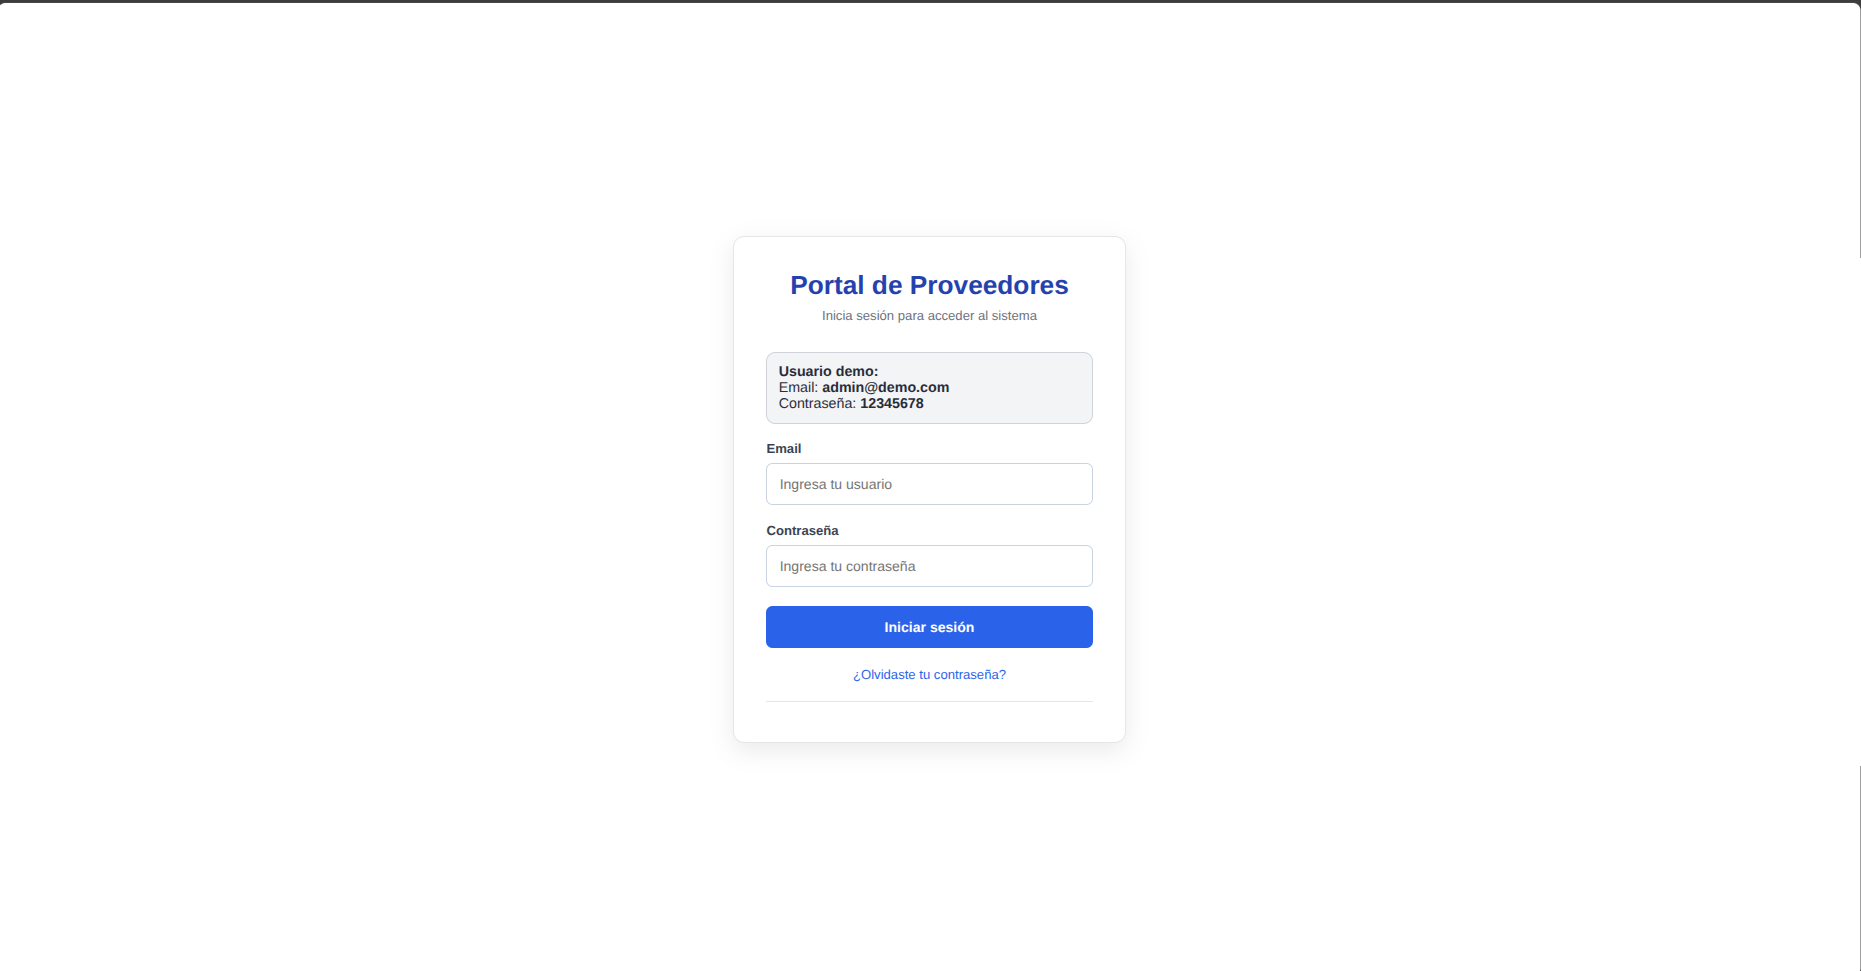 Portal de Proveedores
Inicia sesión para acceder al sistema
Usuario demo:
Email: admin@demo.com
Contraseña: 12345678
Email
Ingresa tu usuario
Contraseña
Ingresa tu contraseña
Iniciar sesión
¿Olvidaste tu contraseña?